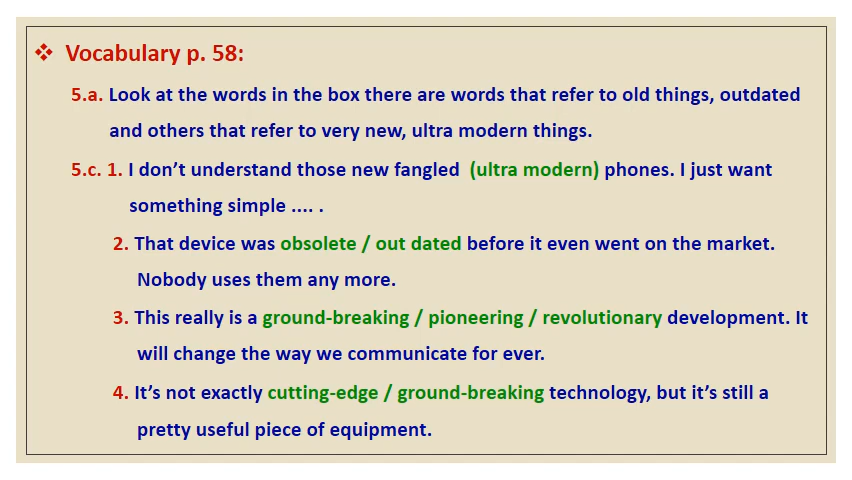 ❖ Vocabulary p. 58:
5.a. Look at the words in the box there are words that refer to old things, outdated
and others that refer to very new, ultra modern things.
5.c. 1. I don’t understand those new fangled (ultra modern) phones. I just want
something simple .... .
2. That device was obsolete / out dated before it even went on the market.
Nobody uses them any more.
3. This really is a ground-breaking / pioneering / revolutionary development. It
will change the way we communicate for ever.
4. It’s not exactly cutting-edge / ground-breaking technology, but it’s still a
pretty useful piece of equipment.